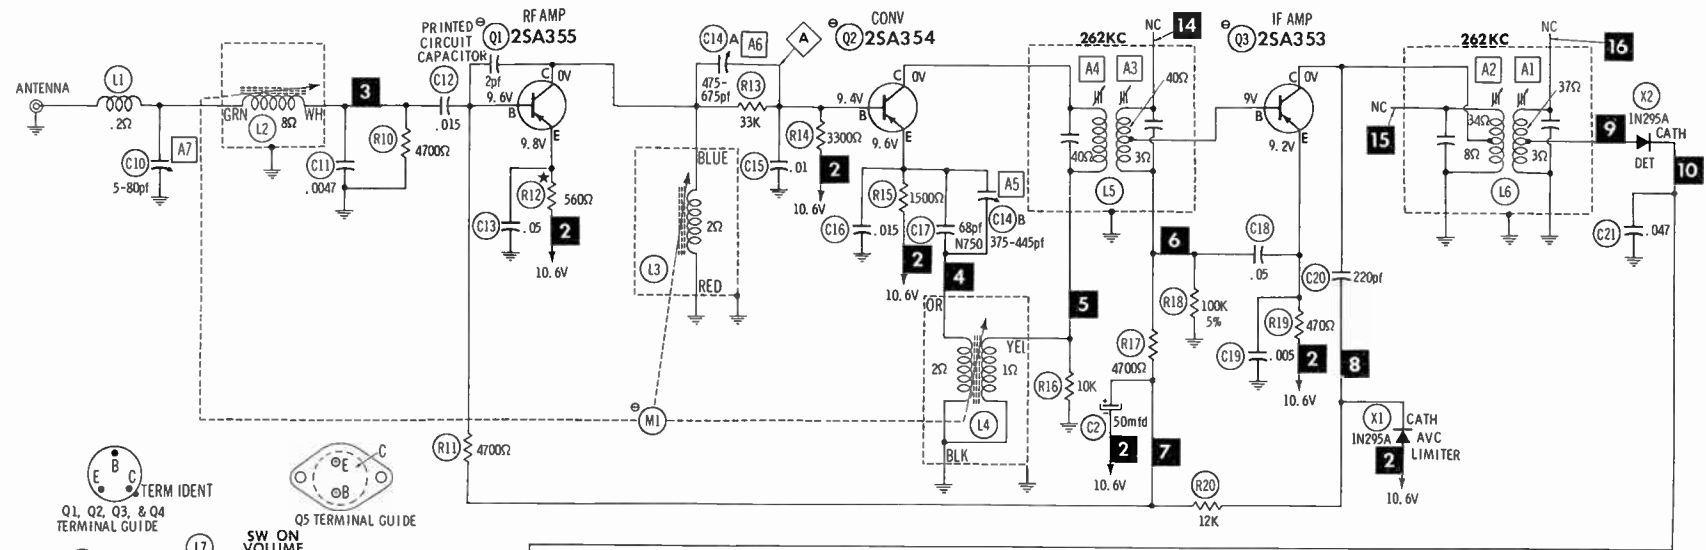 PRINTED
CIRCUIT
CAPACITOR
RF AMP
Q1 2SA355
C14A A6
A
CONV
Q2 2SA354
NC 14
262KC
IF AMP
Q3 2SA353
NC 16
262KC
ANTENNA
L1
.2Ω
C10
5-80pf
A7
GRN
WH
L2
8Ω
3
C11
.0047
R10
4700Ω
C12
.015
2pf
9.6V
B
C 0V
E
9.8V
R12
560Ω
C13
.05
2
10.6V
475-
675pf
R13
33K
BLUE
2Ω
L3
RED
C15
.01
R14
3300Ω
2
10.6V
9.4V
B
C 0V
E
9.6V
R15
1500Ω
C16
.015
C17
68pf
N750
A5
C14B
375-445pf
2
10.6V
4
OR
YEL
2Ω
1Ω
L4
BLK
A4
A3
40Ω
40Ω
3Ω
L5
5
R16
10K
6
C18
.05
R18
100K
5%
R17
4700Ω
C2
50mfd
2
10.6V
7
R20
12K
9V
B
C 0V
E
9.2V
C19
.005
R19
470Ω
2
10.6V
C20
220pf
8
X1
1N295A
CATH
AVC
LIMITER
2
10.6V
A2
A1
37Ω
NC
15
34Ω
8Ω
3Ω
L6
9
X2
1N295A
CATH
DET
10
C21
.047
M1
R11
4700Ω
B
E
C
TERM IDENT
Q1, Q2, Q3, & Q4
TERMINAL GUIDE
E
C
B
Q5 TERMINAL GUIDE
L7
SW ON
VOLUME